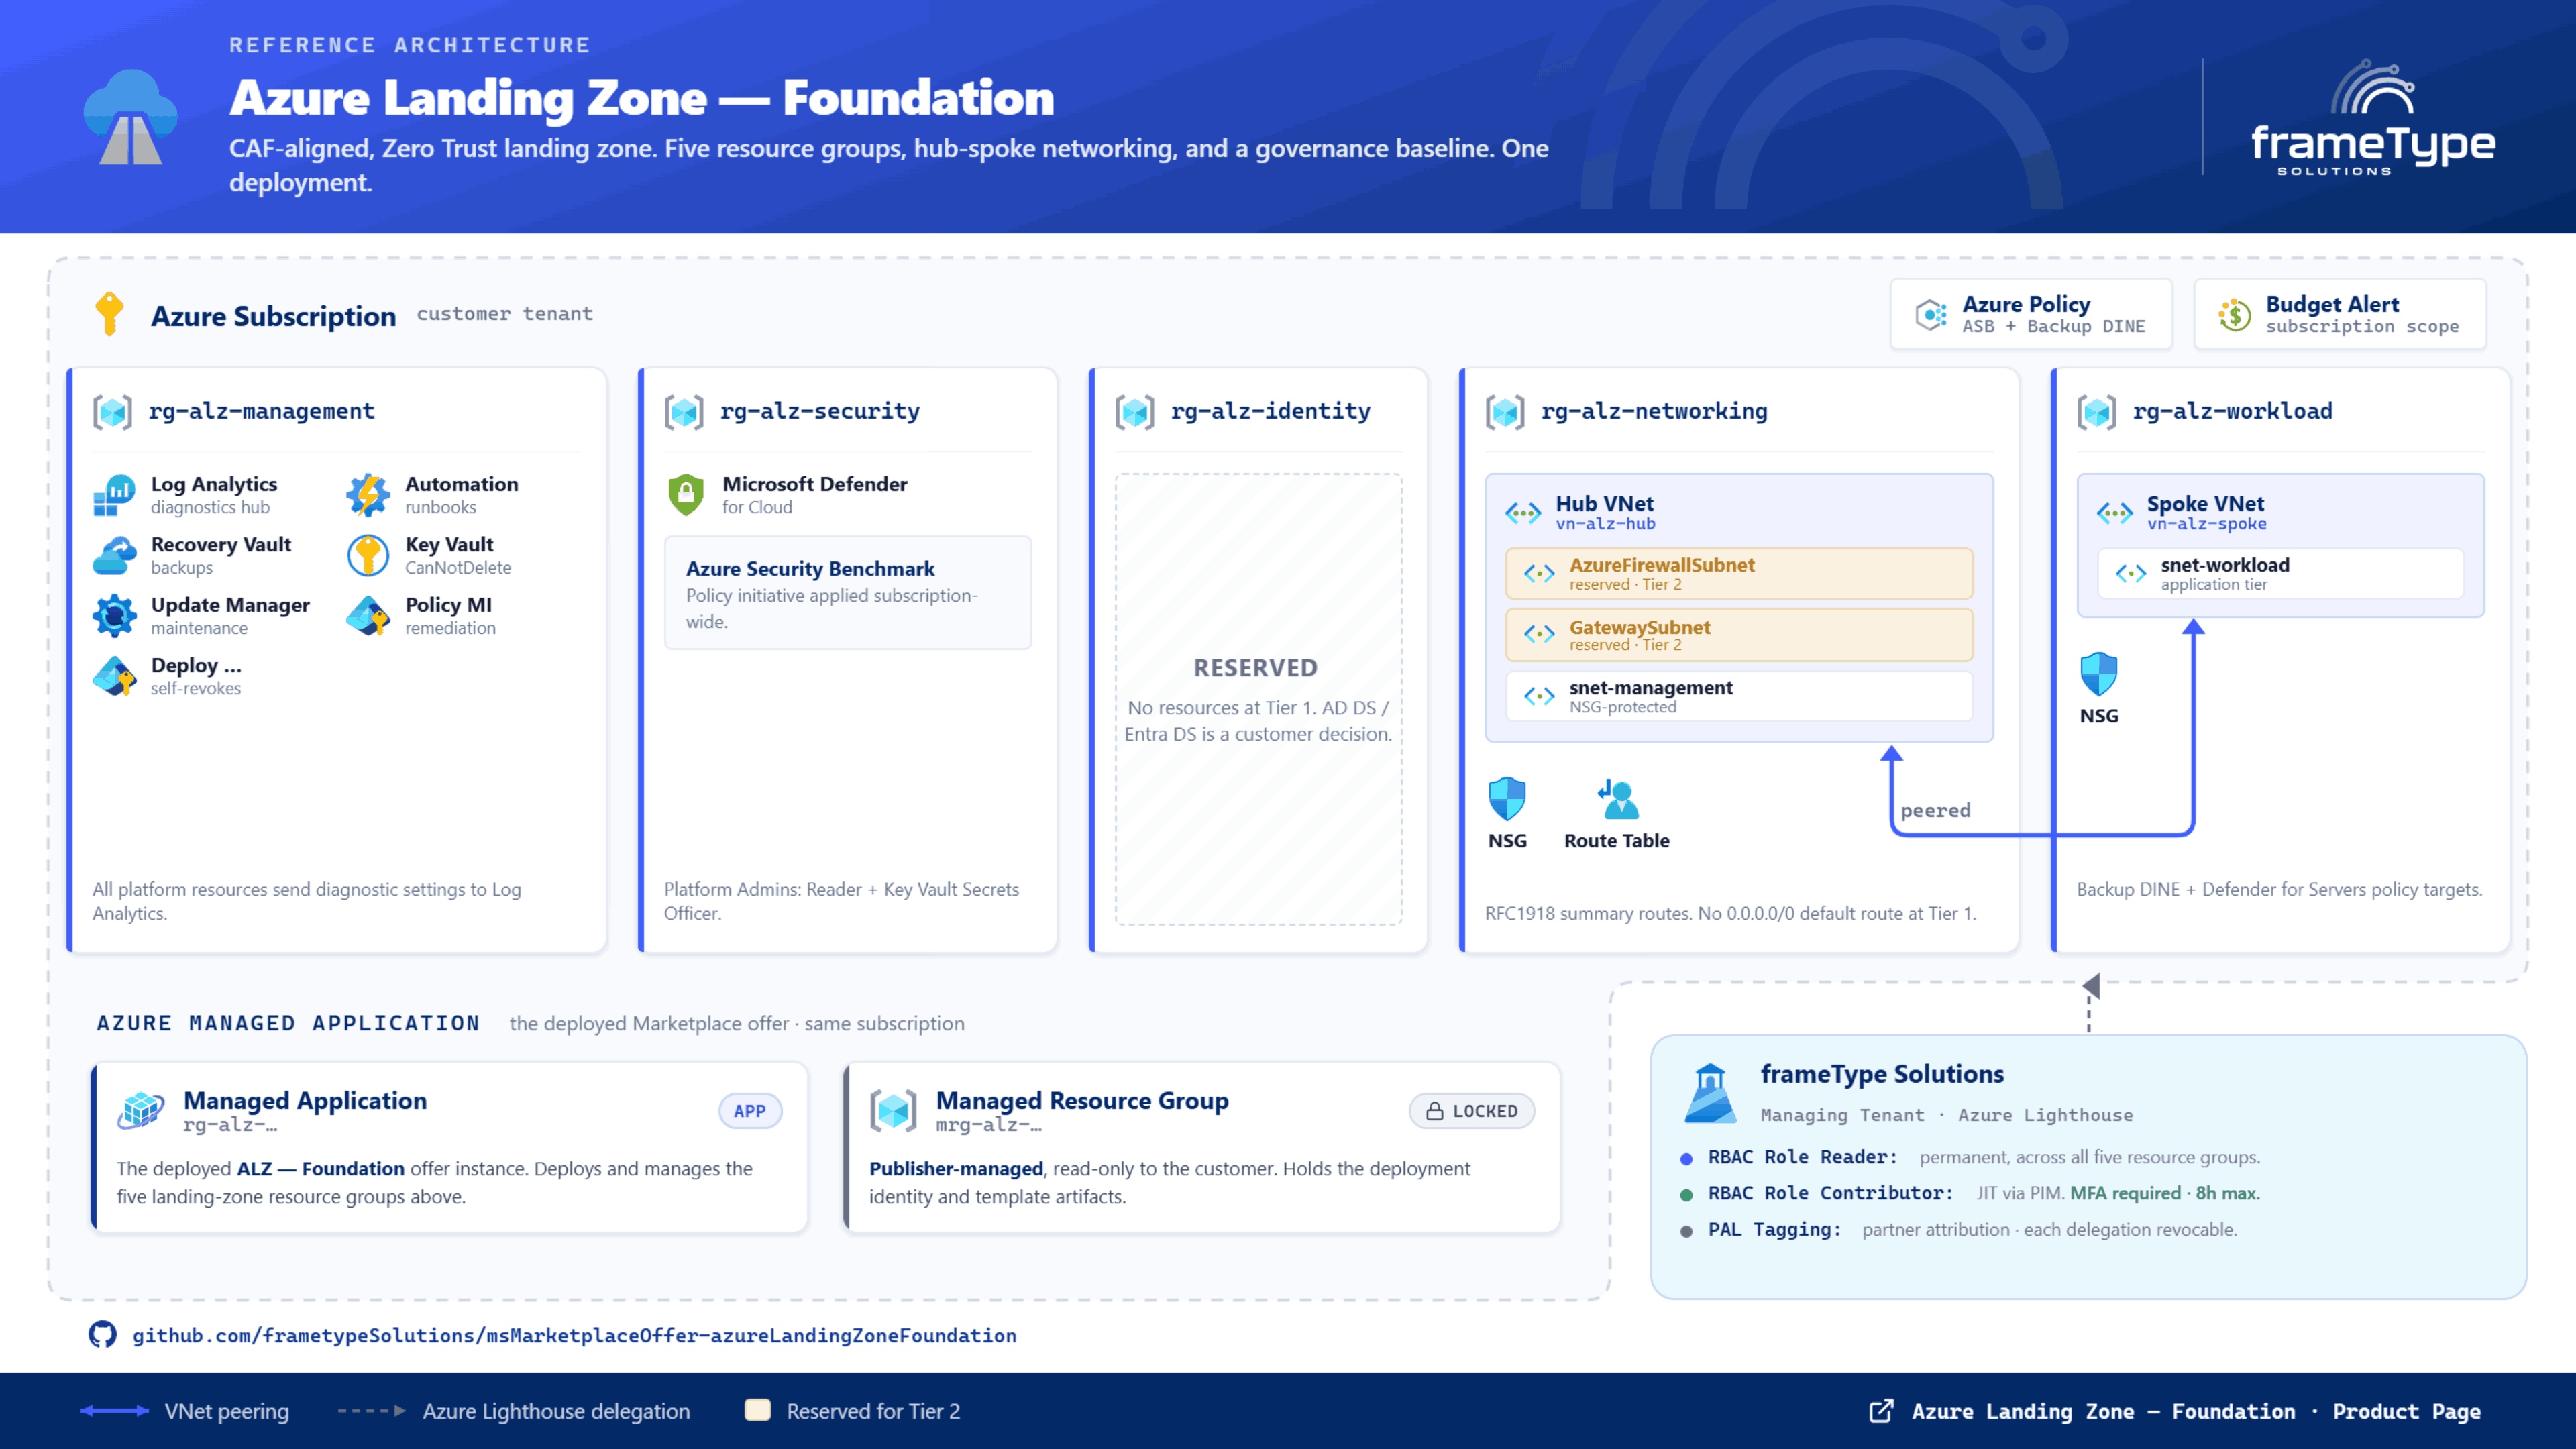 REFERENCE ARCHITECTURE
Azure Landing Zone — Foundation
CAF-aligned, Zero Trust landing zone. Five resource groups, hub-spoke networking, and a governance baseline. One
deployment.
frameType
SOLUTIONS
Azure Subscription customer tenant
Azure Policy
ASB + Backup DINE
Budget Alert
subscription scope
rg-alz-management
Log Analytics
diagnostics hub
Automation
runbooks
Recovery Vault
backups
Key Vault
CanNotDelete
Update Manager
maintenance
Policy MI
remediation
Deploy ...
self-revokes
All platform resources send diagnostic settings to Log
Analytics.
rg-alz-security
Microsoft Defender
for Cloud
Azure Security Benchmark
Policy initiative applied subscription-
wide.
Platform Admins: Reader + Key Vault Secrets
Officer.
rg-alz-identity
RESERVED
No resources at Tier 1. AD DS /
Entra DS is a customer decision.
rg-alz-networking
Hub VNet
vn-alz-hub
AzureFirewallSubnet
reserved · Tier 2
GatewaySubnet
reserved · Tier 2
snet-management
NSG-protected
NSG
Route Table
peered
RFC1918 summary routes. No 0.0.0.0/0 default route at Tier 1.
rg-alz-workload
Spoke VNet
vn-alz-spoke
snet-workload
application tier
NSG
Backup DINE + Defender for Servers policy targets.
AZURE MANAGED APPLICATION the deployed Marketplace offer · same subscription
Managed Application
rg-alz-…
APP
The deployed ALZ — Foundation offer instance. Deploys and manages the
five landing-zone resource groups above.
Managed Resource Group
mrg-alz-…
LOCKED
Publisher-managed, read-only to the customer. Holds the deployment
identity and template artifacts.
frameType Solutions
Managing Tenant · Azure Lighthouse
RBAC Role Reader: permanent, across all five resource groups.
RBAC Role Contributor: JIT via PIM. MFA required · 8h max.
PAL Tagging: partner attribution · each delegation revocable.
github.com/frametypeSolutions/msMarketplaceOffer-azureLandingZoneFoundation
VNet peering
Azure Lighthouse delegation
Reserved for Tier 2
Azure Landing Zone — Foundation · Product Page